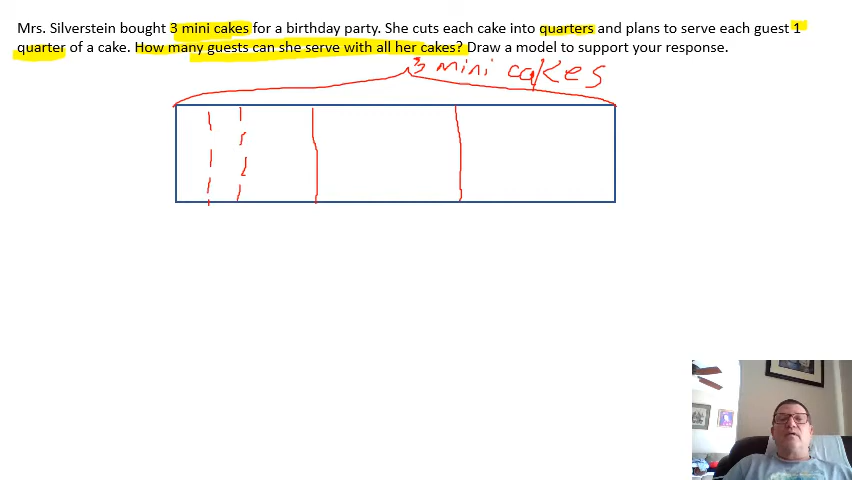 Mrs. Silverstein bought 3 mini cakes for a birthday party. She cuts each cake into quarters and plans to serve each guest 1
quarter of a cake. How many guests can she serve with all her cakes? Draw a model to support your response.
3 mini cakes